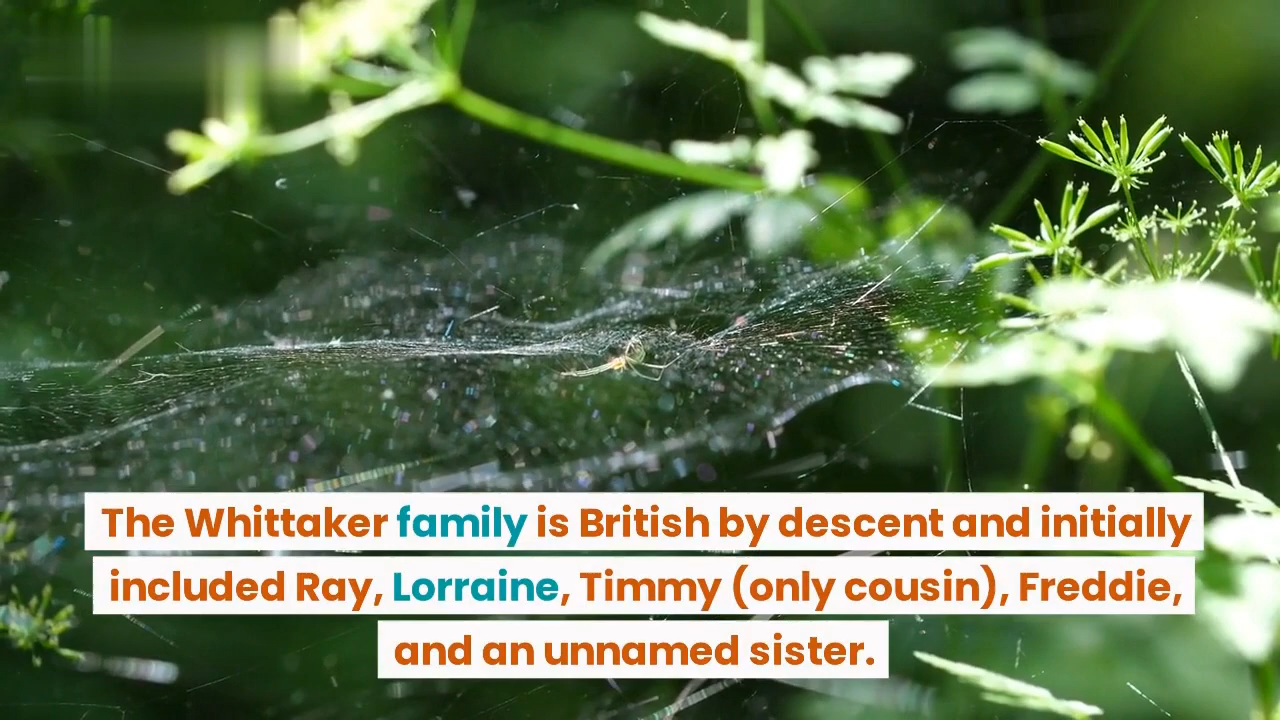 The Whittaker family is British by descent and initially
included Ray, Lorraine, Timmy (only cousin), Freddie,
and an unnamed sister.